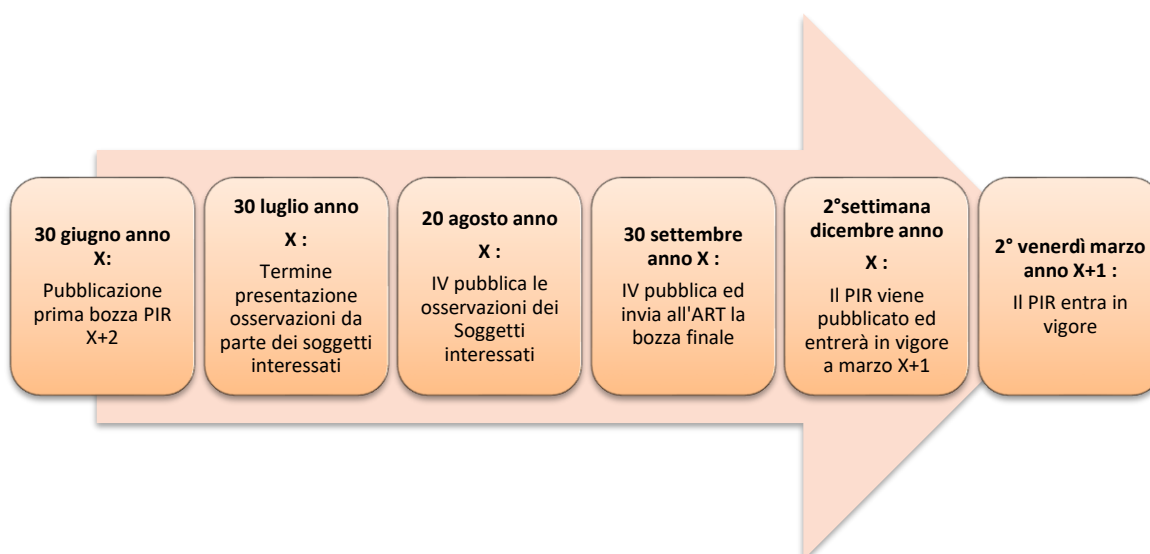 30 giugno anno
X:
Pubblicazione
prima bozza PIR
X+2
30 luglio anno
X :
Termine
presentazione
osservazioni da
parte dei soggetti
interessati
20 agosto anno
X :
IV pubblica le
osservazioni dei
Soggetti
interessati
30 settembre
anno X :
IV pubblica ed
invia all'ART la
bozza finale
2°settimana
dicembre anno
X :
Il PIR viene
pubblicato ed
entrerà in vigore
a marzo X+1
2° venerdì marzo
anno X+1 :
Il PIR entra in
vigore